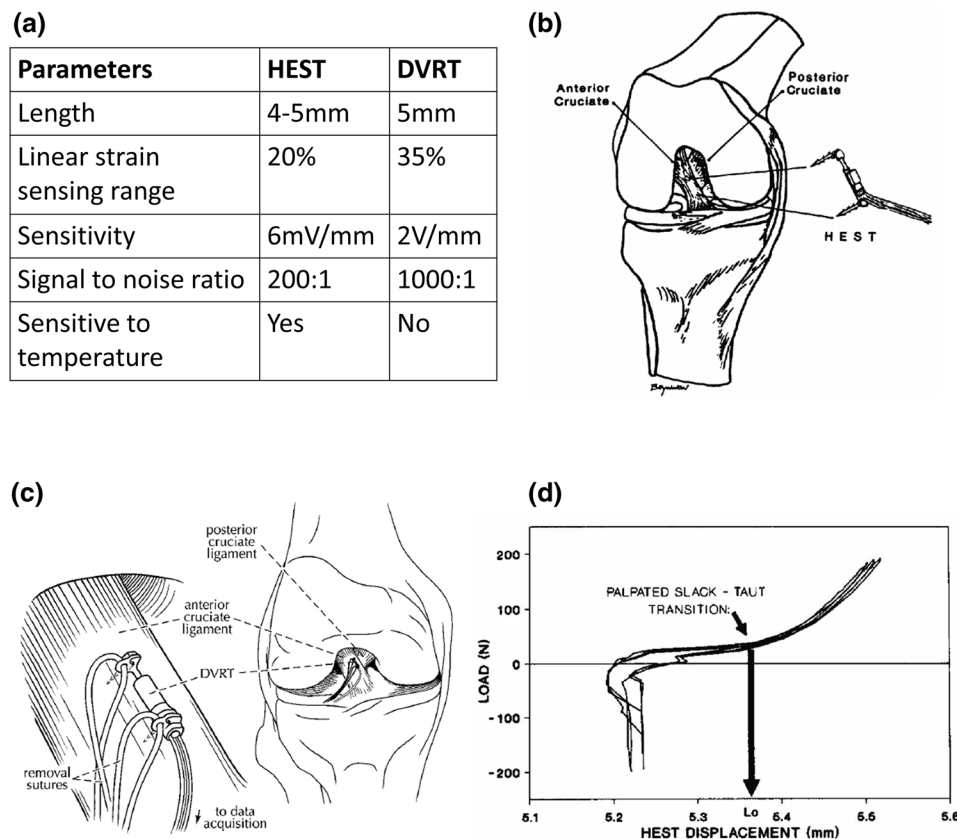 (a)
Parameters HEST DVRT
Length 4-5mm 5mm
Linear strain 20% 35%
sensing range
Sensitivity 6mV/mm 2V/mm
Signal to noise ratio 200:1 1000:1
Sensitive to Yes No
temperature
(b)
Anterior
Cruciate
Posterior
Cruciate
HEST
(c)
posterior
cruciate
ligament
anterior
cruciate
ligament
DVRT
removal
sutures
to data
acquisition
(d)
200
100
0
-100
-200
LOAD (N)
PALPATED SLACK - TAUT
TRANSITION:
Lo
5.1 5.2 5.3 5.4 5.5 5.6
HEST DISPLACEMENT (mm)